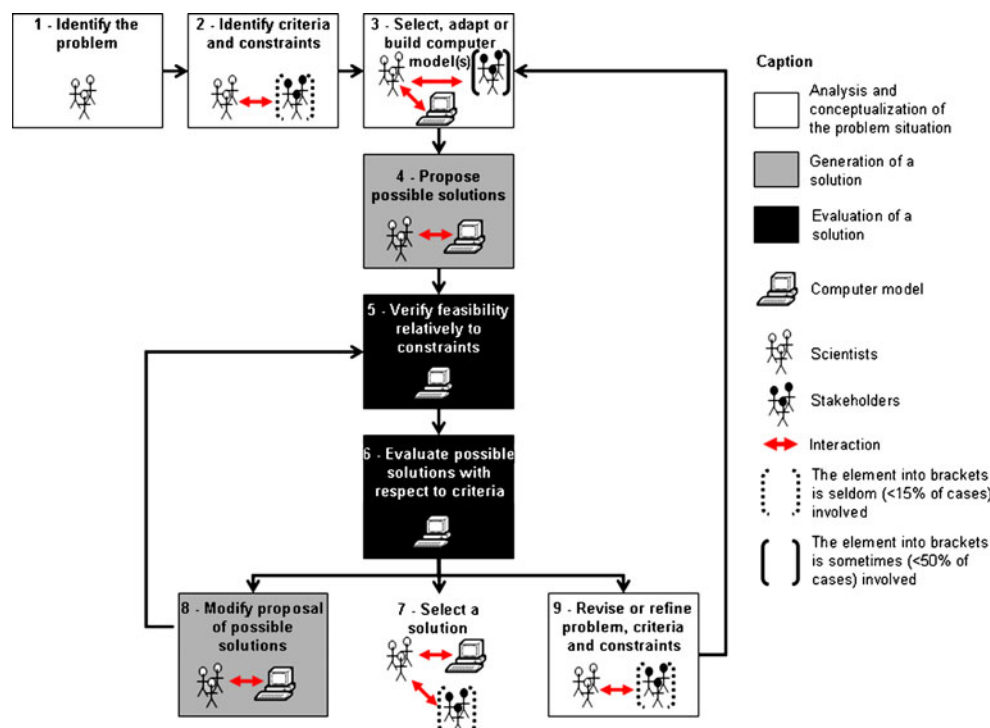 1 - Identify the
problem
2 - Identify criteria
and constraints
3 - Select, adapt or
build computer
model(s)
4 - Propose
possible solutions
5 - Verify feasibility
relatively to
constraints
6 - Evaluate possible
solutions with
respect to criteria
8 - Modify proposal
of possible
solutions
7 - Select a
solution
9 - Revise or refine
problem, criteria
and constraints
Caption
Analysis and
conceptualization of
the problem situation
Generation of a
solution
Evaluation of a
solution
Computer model
Scientists
Stakeholders
Interaction
The element into brackets
is seldom (<15% of cases)
involved
The element into brackets
is sometimes (<50% of
cases) involved